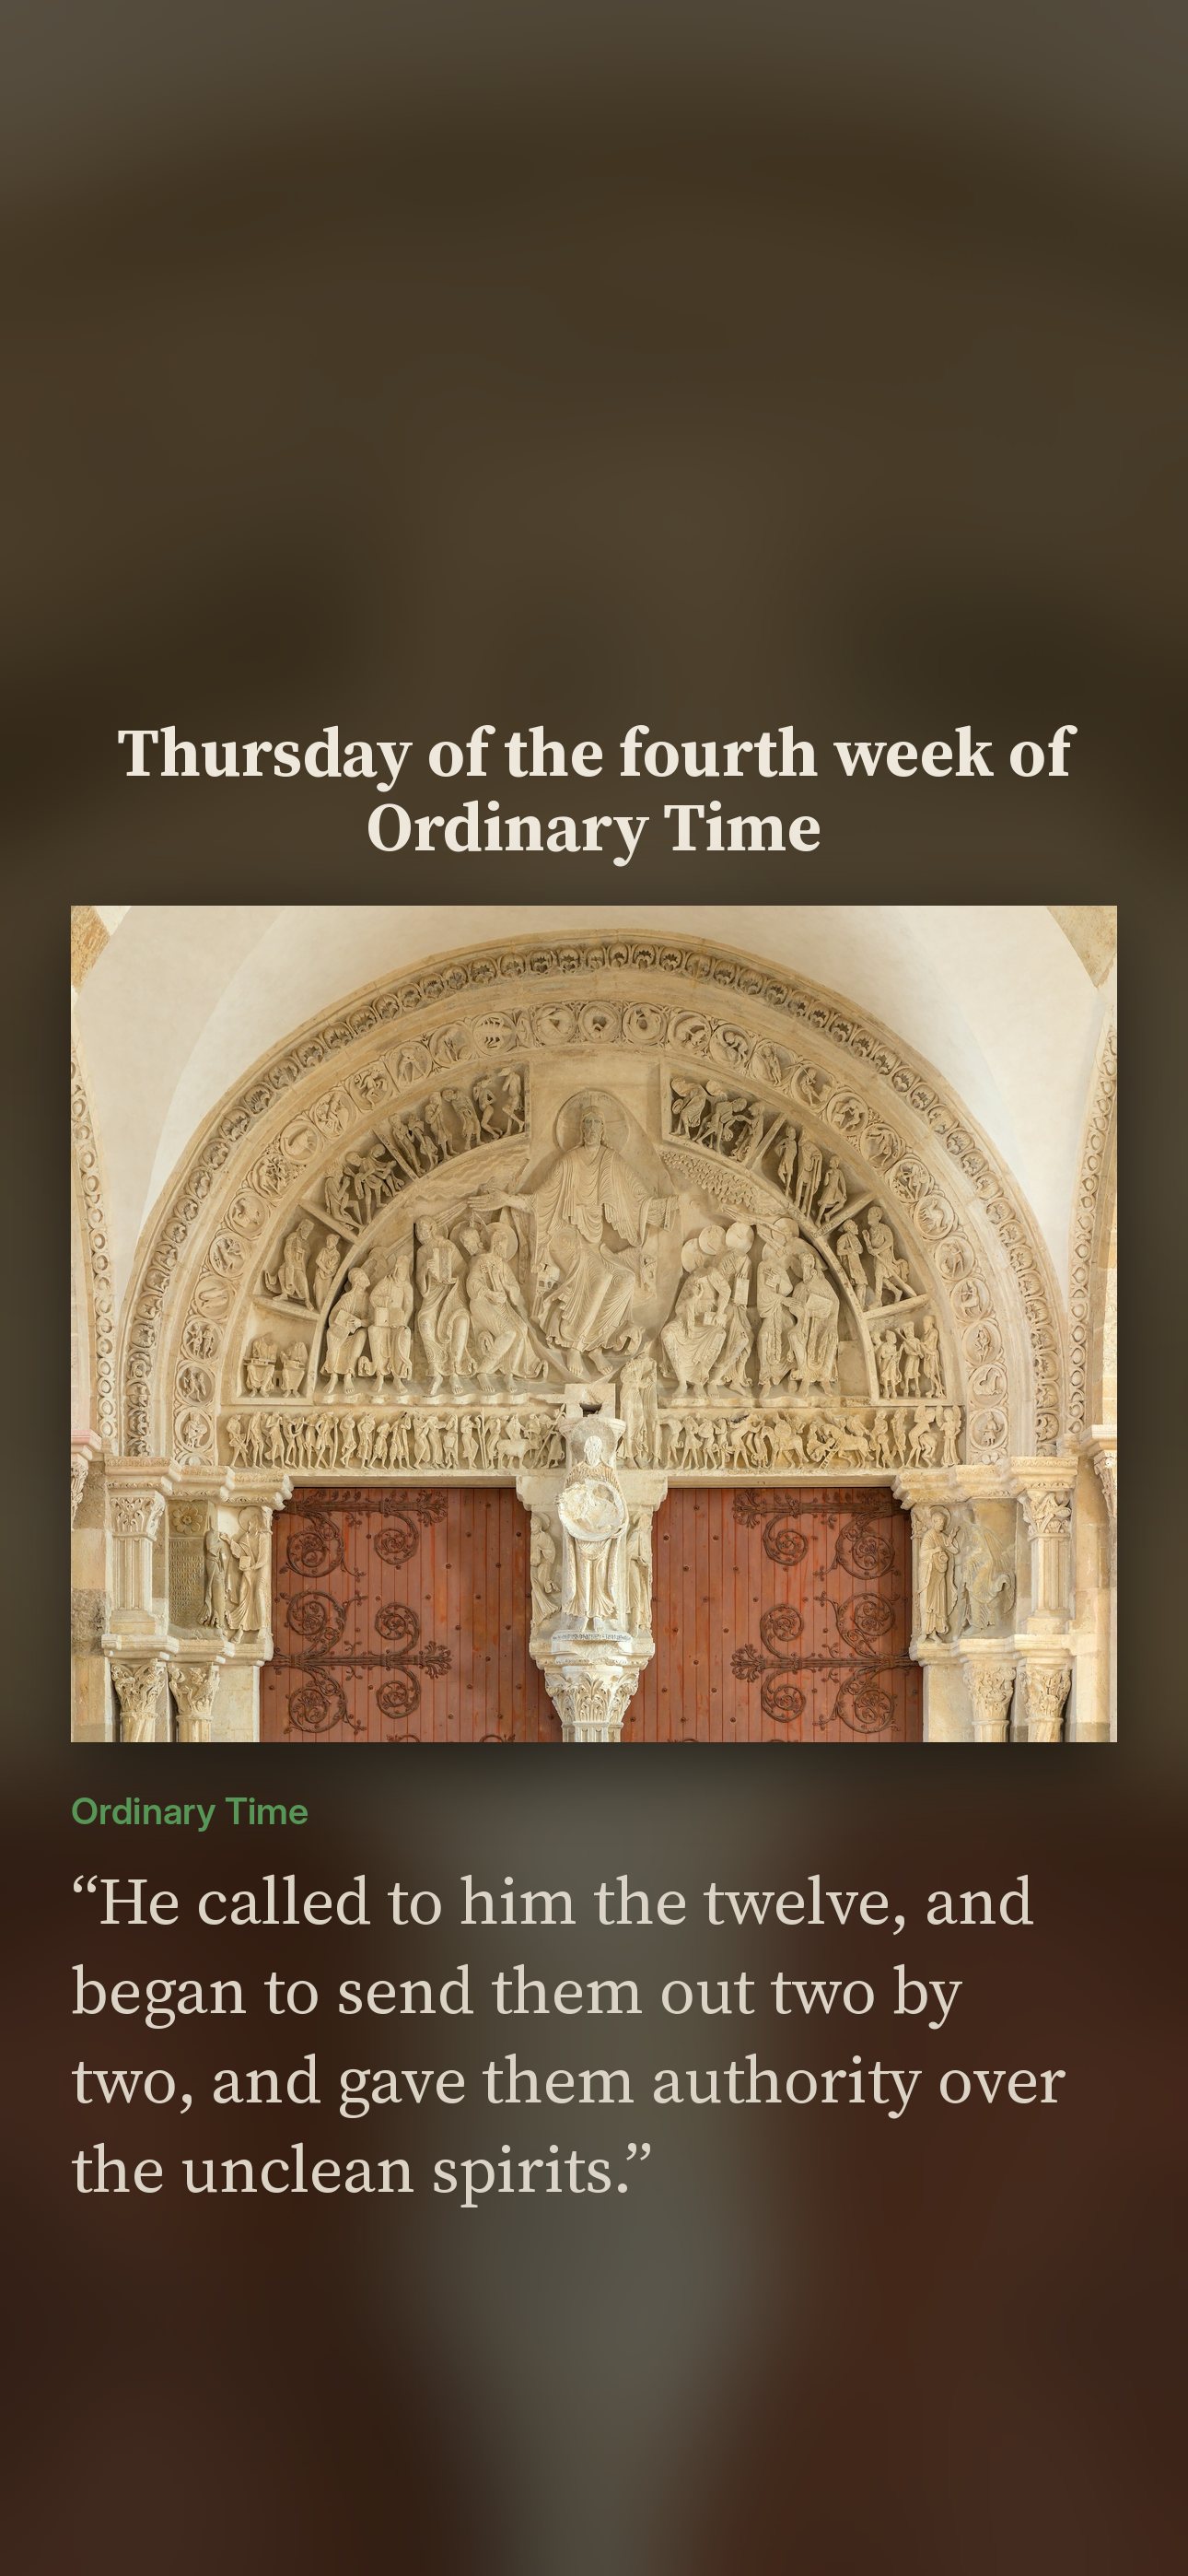 Thursday of the fourth week of
Ordinary Time
Ordinary Time
“He called to him the twelve, and
began to send them out two by
two, and gave them authority over
the unclean spirits.”